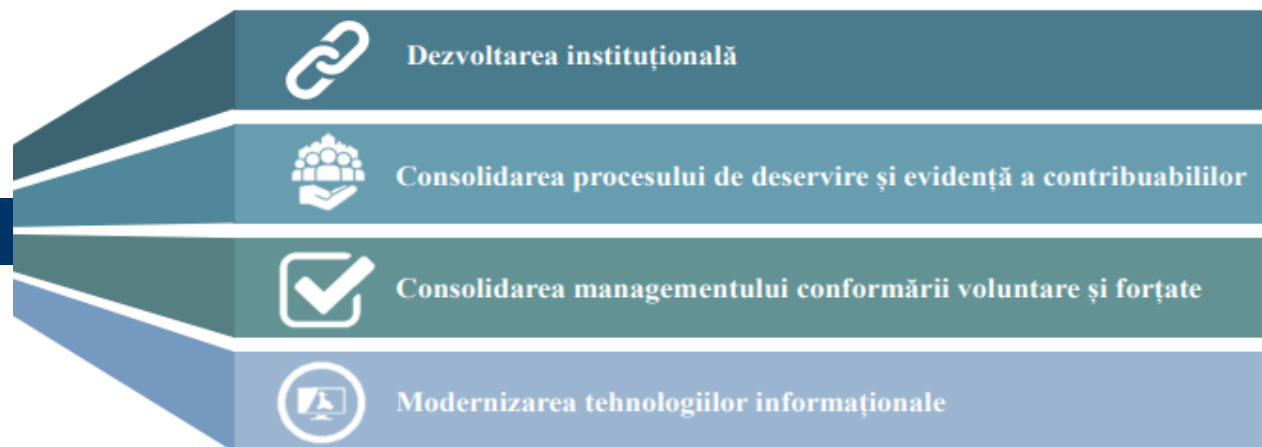 Dezvoltarea instituțională
Consolidarea procesului de deservire și evidență a contribuabililor
Consolidarea managementului conformării voluntare și forțate
Modernizarea tehnologiilor informaționale